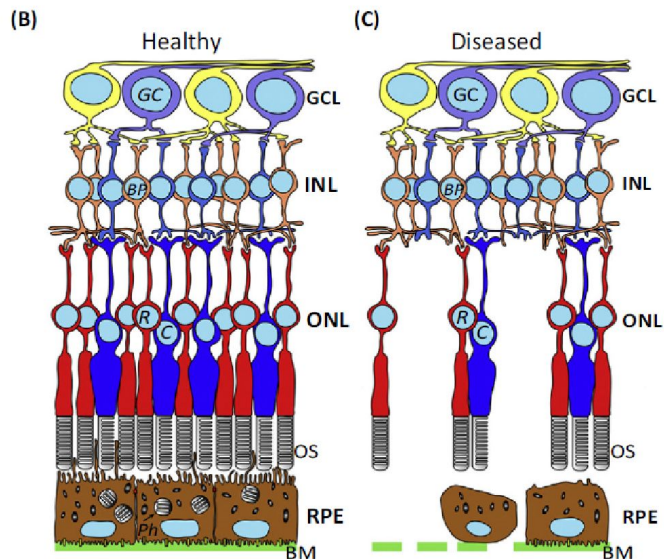 (B)
Healthy
GC
GCL
BP
INL
R
C
ONL
OS
Ph
RPE
BM
(C)
Diseased
GC
GCL
BP
INL
R
C
ONL
OS
RPE
BM